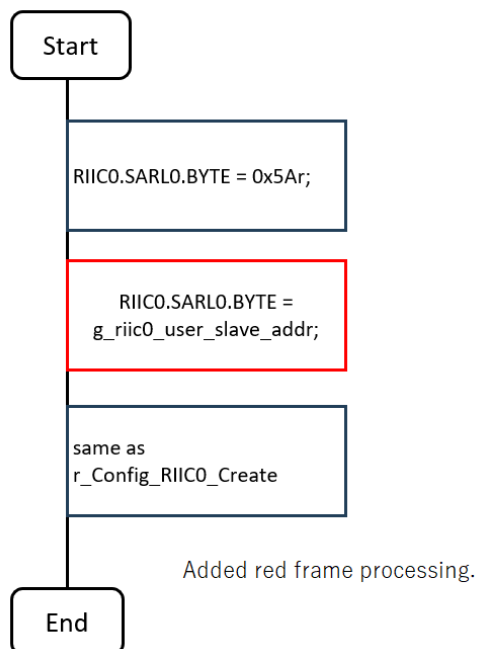 Start
RIIC0.SARL0.BYTE = 0x5Ar;
RIIC0.SARL0.BYTE =
g_riic0_user_slave_addr;
same as
r_Config_RIIC0_Create
Added red frame processing.
End